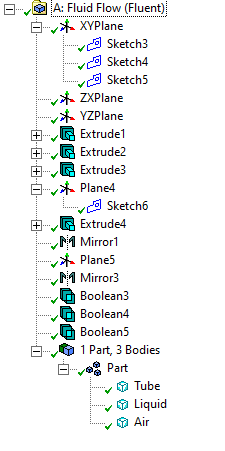 A: Fluid Flow (Fluent)
XYPlane
Sketch3
Sketch4
Sketch5
ZXPlane
YZPlane
Extrude1
Extrude2
Extrude3
Plane4
Sketch6
Extrude4
Mirror1
Plane5
Mirror3
Boolean3
Boolean4
Boolean5
1 Part, 3 Bodies
Part
Tube
Liquid
Air